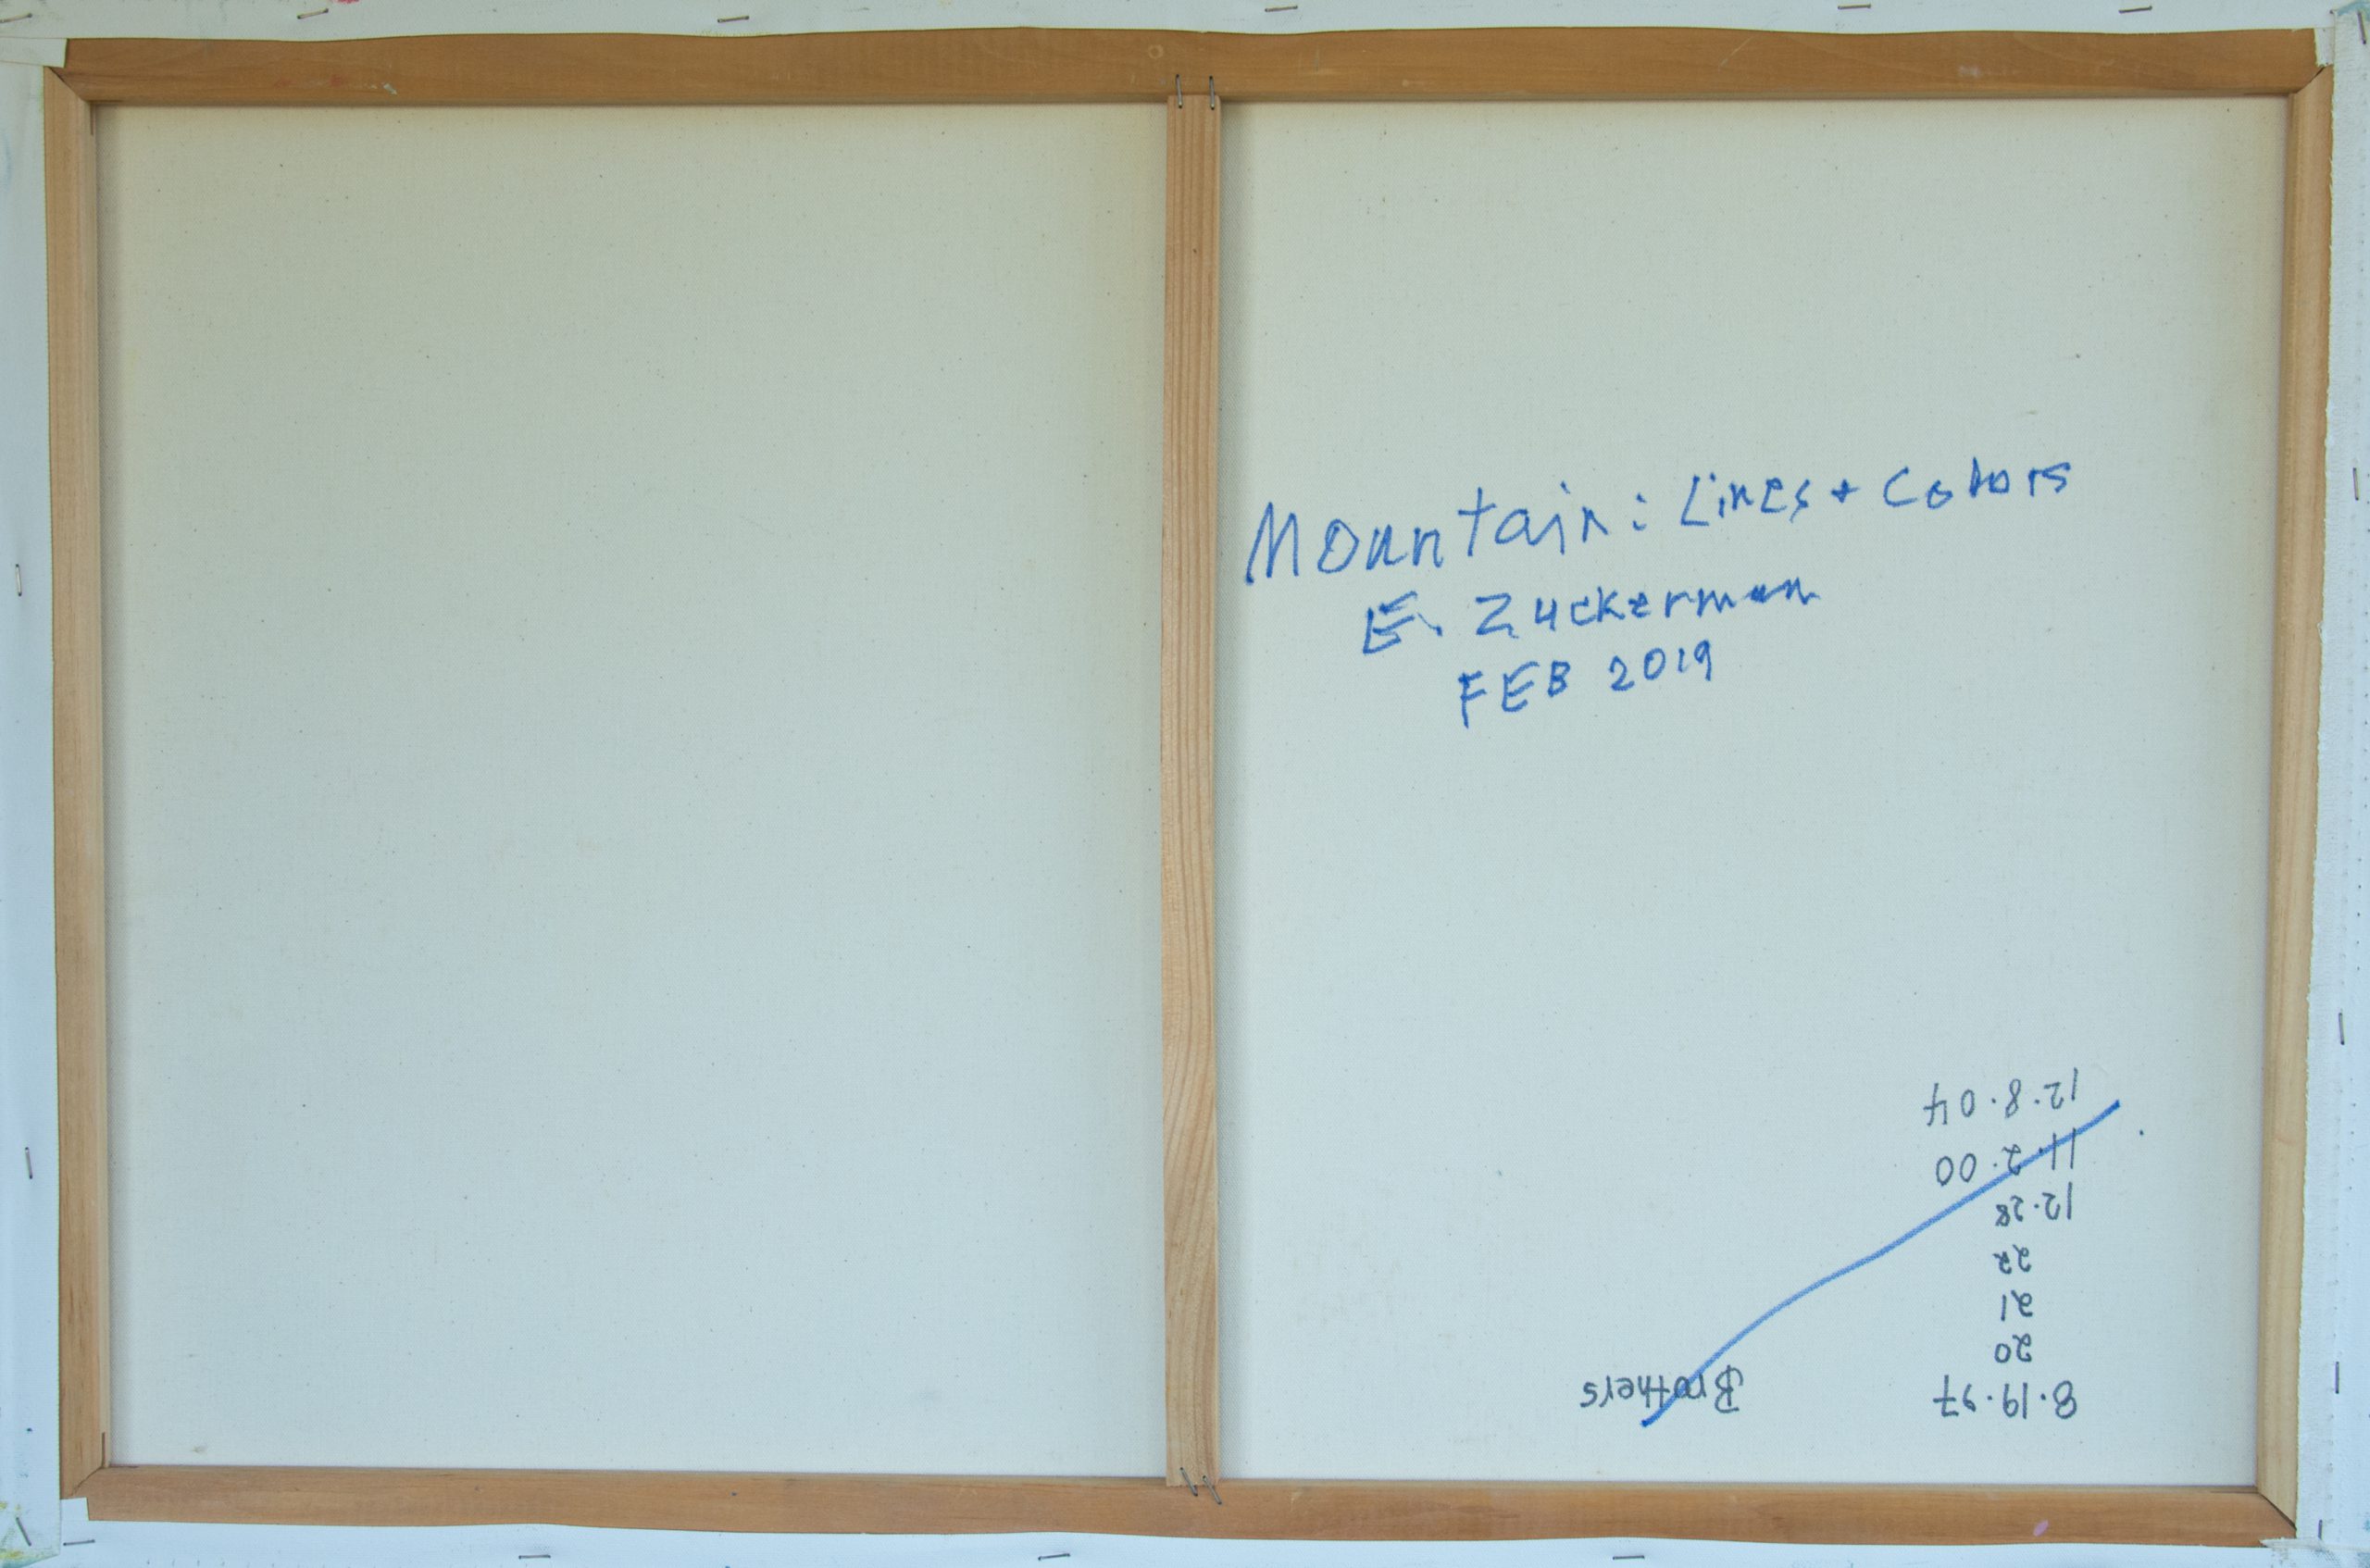 Mountain: Lines + Colors
E. Zuckerman
FEB 2019
8.19.97 Brothers
20
21
22
12.28
11.2.00
12.8.04